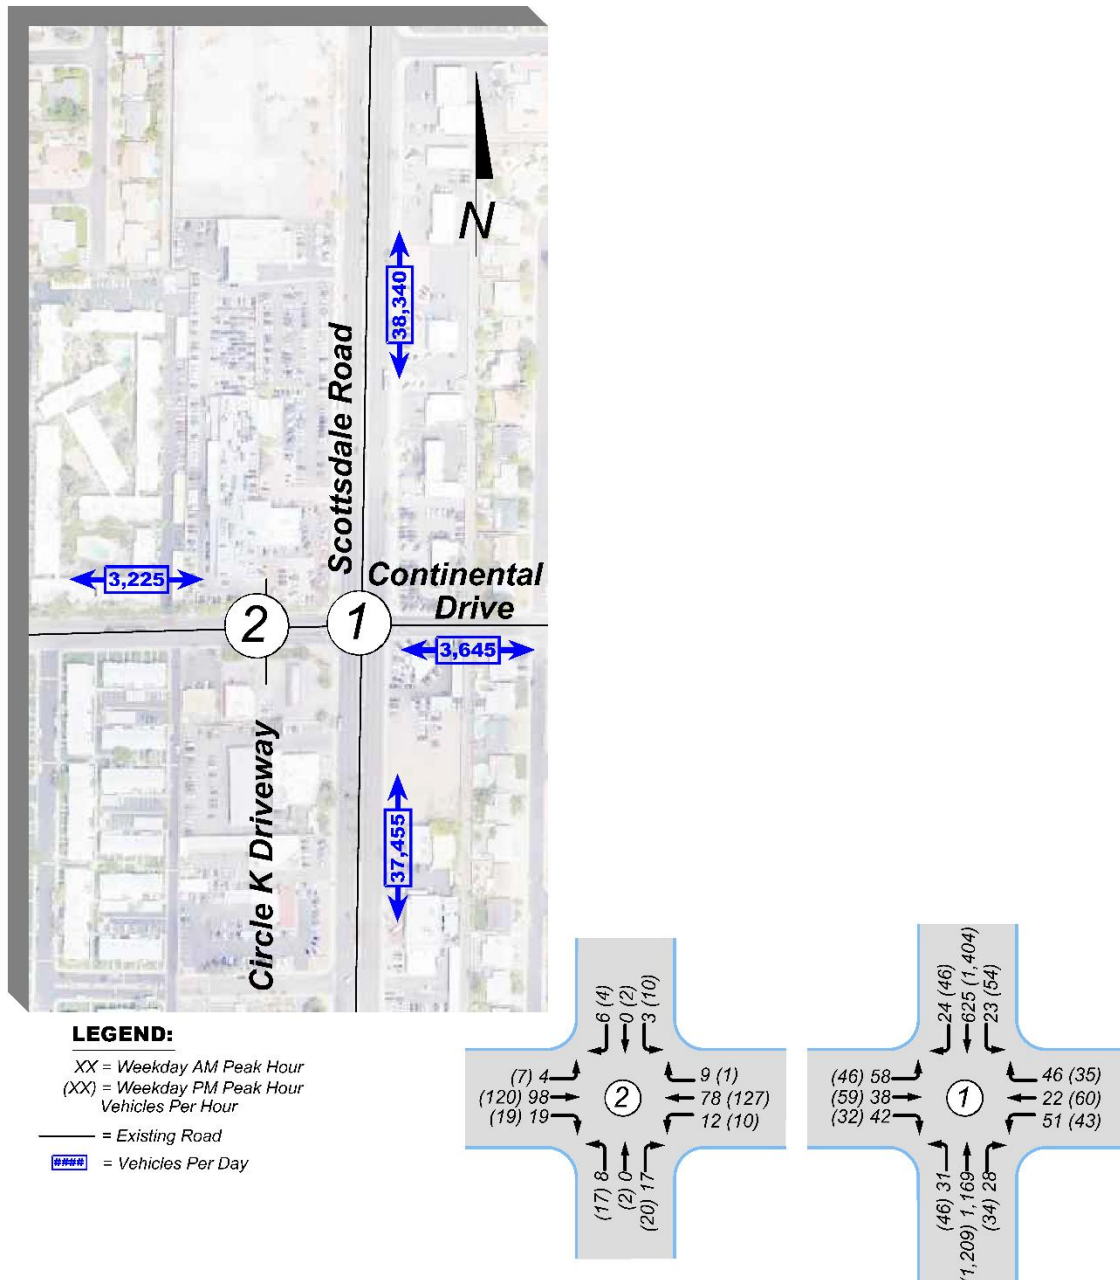 N
38,340
Scottsdale Road
Continental
Drive
3,225
2
1
3,645
37,455
Circle K Driveway
LEGEND:
XX = Weekday AM Peak Hour
(XX) = Weekday PM Peak Hour
Vehicles Per Hour
= Existing Road
#### = Vehicles Per Day
6 (4)
0 (2)
3 (10)
(7) 4
(120) 98
(19) 19
2
9 (1)
78 (127)
12 (10)
(17) 8
(2) 0
(20) 17
24 (46)
625 (1,404)
23 (54)
(46) 58
(59) 38
(32) 42
1
46 (35)
22 (60)
51 (43)
(46) 31
(1,209) 1,169
(34) 28